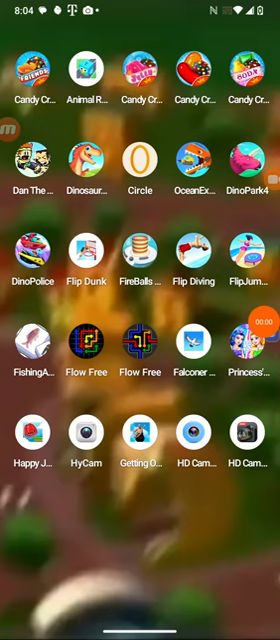 8:04
Candy Cr...
Animal R...
Candy Cr...
Candy Cr...
Candy Cr...
Dan The ...
Dinosaur...
Circle
OceanEx...
DinoPark4
DinoPolice
Flip Dunk
FireBalls ...
Flip Diving
FlipJum...
00:00
FishingA...
Flow Free
Flow Free
Falconer ...
Princess'...
Happy J...
HyCam
Getting O...
HD Cam...
HD Cam...